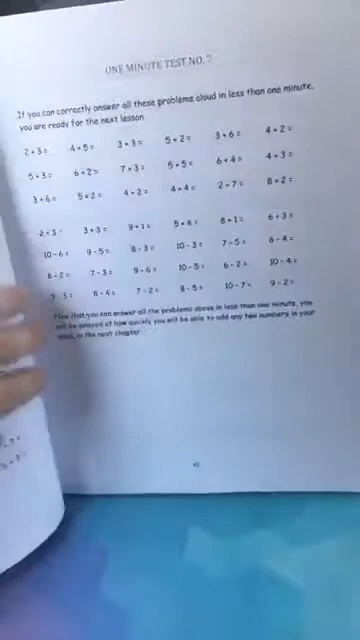 ONE MINUTE TEST NO. 7
If you can correctly answer all these problems aloud in less than one minute,
you are ready for the next lesson
2+3= 4+5= 3+3= 5+2= 3+6= 4+2=
5+3= 6+2= 7+3= 5+5= 6+4= 4+3=
3+6= 5+2= 4+2= 4+4= 2+7= 8+2=
2+3= 3+3= 9+1= 5+4= 8+1= 6+3=
10-6= 9-5= 8-3= 10-3= 7-5= 8-4=
8-2= 7-3= 9-6= 10-5= 6-2= 10-4=
8-4= 7-2= 8-5= 10-7= 9-2=
that you can answer all the problems above in less than one minute, you
will be amazed at how quickly you will be able to add any two numbers in your
in the next chapter.